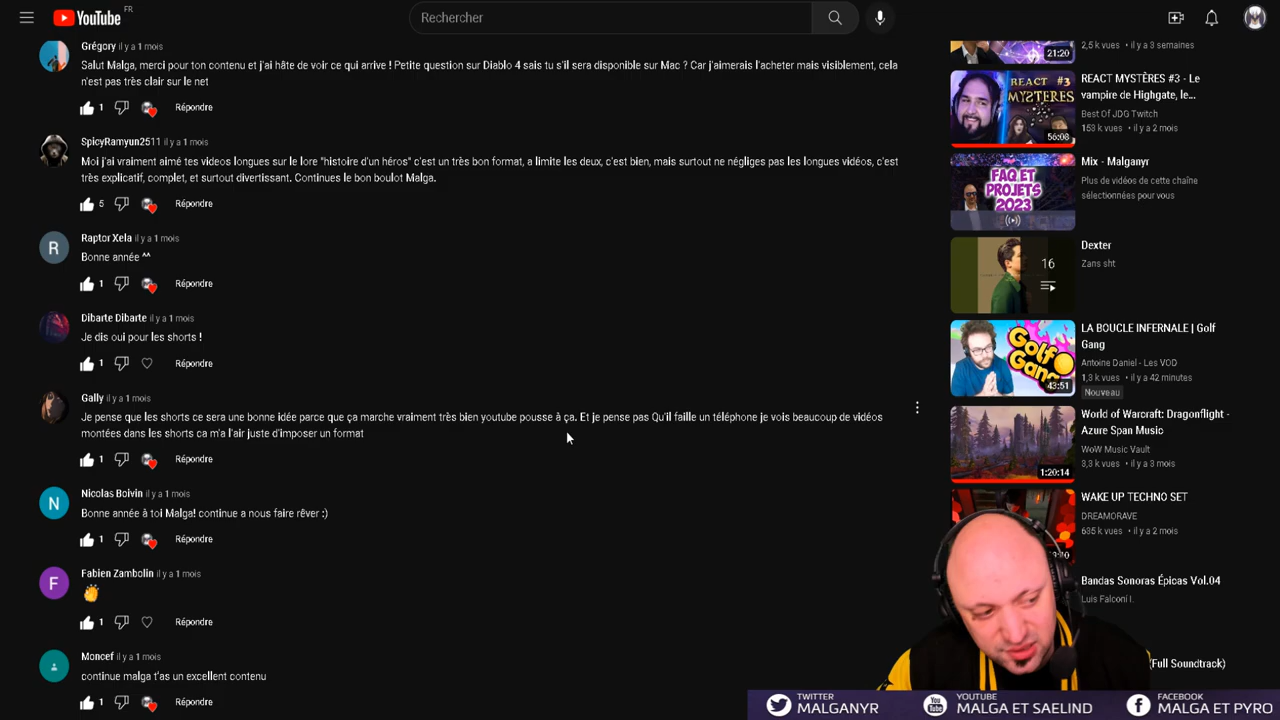 YouTube FR
Rechercher
Grégory il y a 1 mois
Salut Malga, merci pour ton contenu et j'ai hâte de voir ce qui arrive ! Petite question sur Diablo 4 sais tu s'il sera disponible sur Mac ? Car j'aimerais l'acheter mais visiblement, cela
n'est pas très clair sur le net
1 Répondre
SpicyRamyun2511 il y a 1 mois
Moi j'ai vraiment aimé tes videos longues sur le lore "histoire d'un héros" c'est un très bon format, a limite les deux, c'est bien, mais surtout ne négliges pas les longues vidéos, c'est
très explicatif, complet, et surtout divertissant. Continues le bon boulot Malga.
5 Répondre
Raptor Xela il y a 1 mois
R
Bonne année ^^
1 Répondre
Dibarte Dibarte il y a 1 mois
Je dis oui pour les shorts !
1 Répondre
Gally il y a 1 mois
Je pense que les shorts ce sera une bonne idée parce que ça marche vraiment très bien youtube pousse à ça. Et je pense pas Qu'il faille un téléphone je vois beaucoup de vidéos
montées dans les shorts ca m'a l'air juste d'imposer un format
1 Répondre
Nicolas Boivin il y a 1 mois
N
Bonne année à toi Malga! continue a nous faire rêver :)
1 Répondre
Fabien Zambolin il y a 1 mois
F
1 Répondre
Moncef il y a 1 mois
continue malga t'as un excellent contenu
1 Répondre
2,5 k vues • il y a 3 semaines
21:20
REACT MYSTÈRES #3 - Le
vampire de Highgate, le...
Best Of JDG Twitch
153 k vues • il y a 2 mois
REACT #3
MYSTÈRES
56:08
Mix - Malganyr
Plus de vidéos de cette chaîne
sélectionnées pour vous
FAQ ET
PROJETS
2023
Dexter
Zans sht
16
LA BOUCLE INFERNALE | Golf
Gang
Antoine Daniel - Les VOD
1,3 k vues • il y a 42 minutes
Nouveau
Golf
Gang
43:51
World of Warcraft: Dragonflight -
Azure Span Music
WoW Music Vault
3,3 k vues • il y a 3 mois
1:20:14
WAKE UP TECHNO SET
DREAMORAVE
635 k vues • il y a 2 mois
Bandas Sonoras Épicas Vol.04
Luis Falconí I.
(Full Soundtrack)
TWITTER
MALGANYR
YOUTUBE
MALGA ET SAELIND
FACEBOOK
MALGA ET PYRO